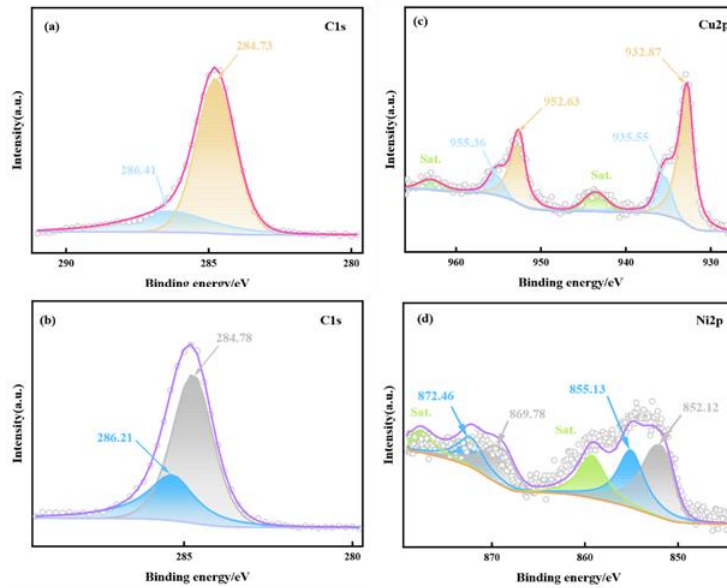 (a)
C1s
284.73
286.41
Intensity(a.u.)
290
285
280
Binding energy/eV
(c)
Cu2p
932.87
952.63
955.36
935.55
Sat.
Sat.
Intensity(a.u.)
960
950
940
930
Binding energy/eV
(b)
C1s
284.78
286.21
Intensity(a.u.)
285
280
Binding energy/eV
(d)
Ni2p
855.13
872.46
852.12
869.78
Sat.
Sat.
Intensity(a.u.)
870
860
850
Binding energy/eV